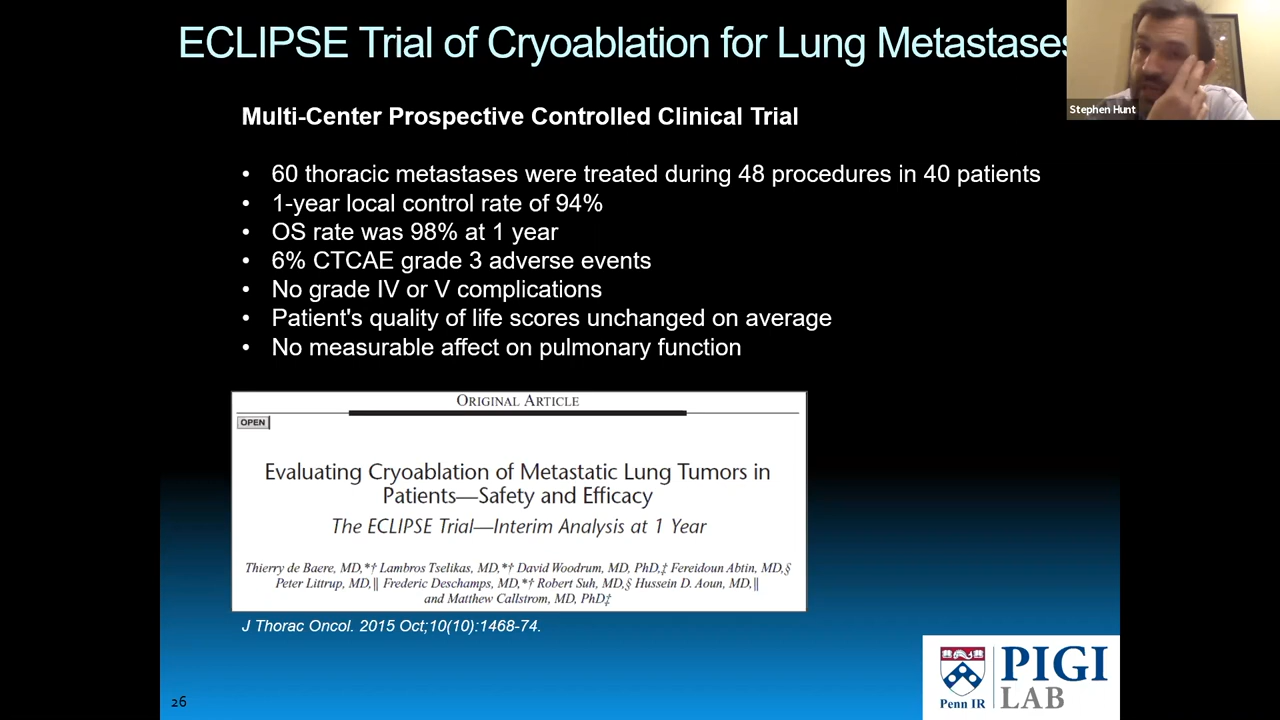 ECLIPSE Trial of Cryoablation for Lung Metastases
Stephen Hunt
Multi-Center Prospective Controlled Clinical Trial
• 60 thoracic metastases were treated during 48 procedures in 40 patients
• 1-year local control rate of 94%
• OS rate was 98% at 1 year
• 6% CTCAE grade 3 adverse events
• No grade IV or V complications
• Patient's quality of life scores unchanged on average
• No measurable affect on pulmonary function
ORIGINAL ARTICLE
OPEN
Evaluating Cryoablation of Metastatic Lung Tumors in
Patients—Safety and Efficacy
The ECLIPSE Trial—Interim Analysis at 1 Year
Thierry de Baere, MD,*† Lambros Tselikas, MD,*† David Woodrum, MD, PhD,‡ Fereidoun Abtin, MD,§
Peter Littrup, MD,‖ Frederic Deschamps, MD,*† Robert Suh, MD,§ Hussein D. Aoun, MD,‖
and Matthew Callstrom, MD, PhD‡
J Thorac Oncol. 2015 Oct;10(10):1468-74.
26
Penn IR
PIGI
LAB